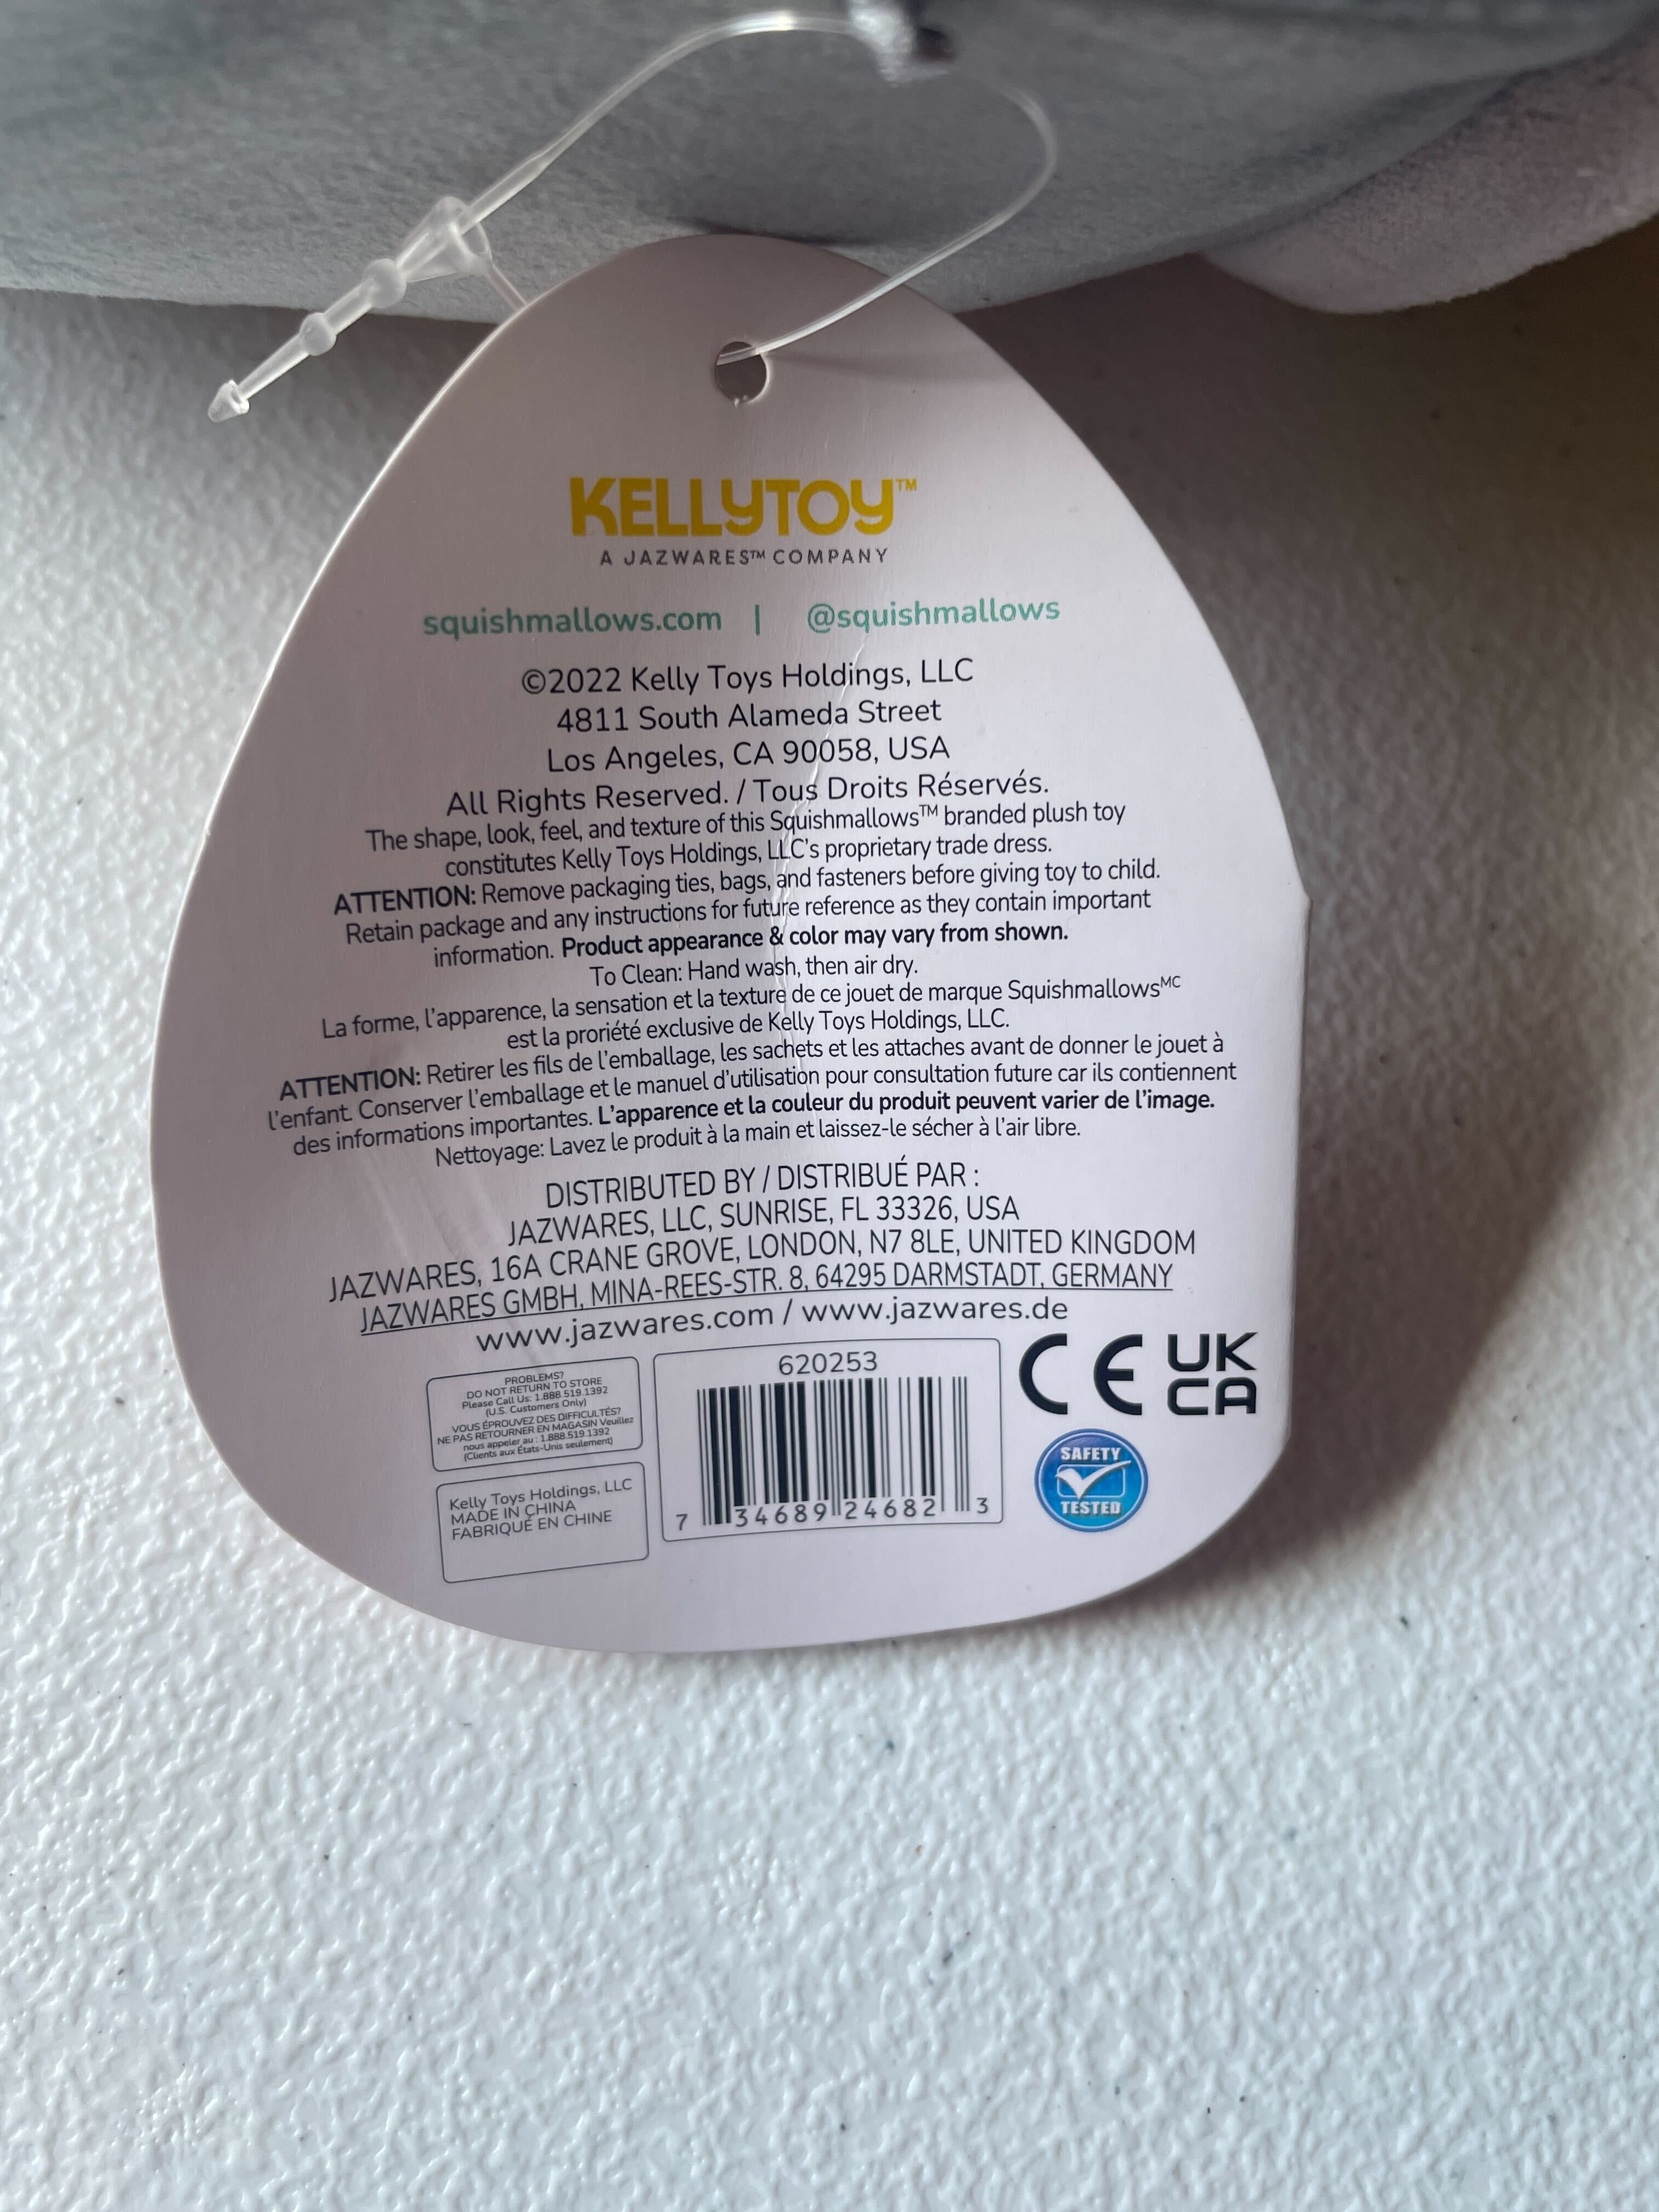 KELLYTOY™
A JAZWARES™ COMPANY
squishmallows.com | @squishmallows
©2022 Kelly Toys Holdings, LLC
4811 South Alameda Street
Los Angeles, CA 90058, USA
All Rights Reserved. / Tous Droits Réservés.
The shape, look, feel, and texture of this Squishmallows™ branded plush toy
constitutes Kelly Toys Holdings, LLC's proprietary trade dress.
ATTENTION: Remove packaging ties, bags, and fasteners before giving toy to child.
Retain package and any instructions for future reference as they contain important
information. Product appearance & color may vary from shown.
To Clean: Hand wash, then air dry.
La forme, l'apparence, la sensation et la texture de ce jouet de marque Squishmallowsᴹᶜ
est la proriété exclusive de Kelly Toys Holdings, LLC.
ATTENTION: Retirer les fils de l'emballage, les sachets et les attaches avant de donner le jouet à
l'enfant. Conserver l'emballage et le manuel d'utilisation pour consultation future car ils contiennent
des informations importantes. L'apparence et la couleur du produit peuvent varier de l'image.
Nettoyage: Lavez le produit à la main et laissez-le sécher à l'air libre.
DISTRIBUTED BY / DISTRIBUÉ PAR :
JAZWARES, LLC, SUNRISE, FL 33326, USA
JAZWARES, 16A CRANE GROVE, LONDON, N7 8LE, UNITED KINGDOM
JAZWARES GMBH, MINA-REES-STR. 8, 64295 DARMSTADT, GERMANY
www.jazwares.com / www.jazwares.de
PROBLEMS?
DO NOT RETURN TO STORE
Please Call Us: 1.888.519.1392
(U.S. Customers Only)
VOUS ÉPROUVEZ DES DIFFICULTÉS?
NE PAS RETOURNER EN MAGASIN Veuillez
nous appeler au : 1.888.519.1392
(Clients aux États-Unis seulement)
Kelly Toys Holdings, LLC
MADE IN CHINA
FABRIQUÉ EN CHINE
620253
7 34689 24682 3
CE
UK
CA
SAFETY
TESTED